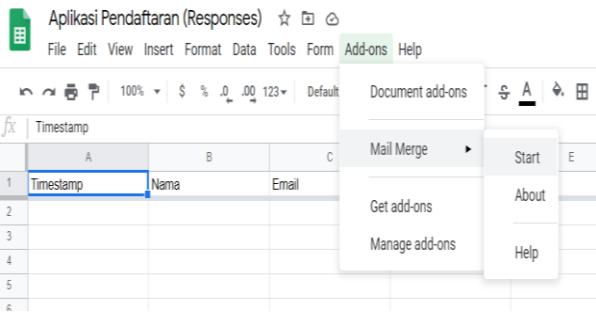 Aplikasi Pendaftaran (Responses)
File Edit View Insert Format Data Tools Form Add-ons Help
100% $ % .0 .00 123 Default S A
fx Timestamp
A B C E
1 Timestamp Nama Email
2
3
4
5
6
Document add-ons
Mail Merge
Get add-ons
Manage add-ons
Start
About
Help